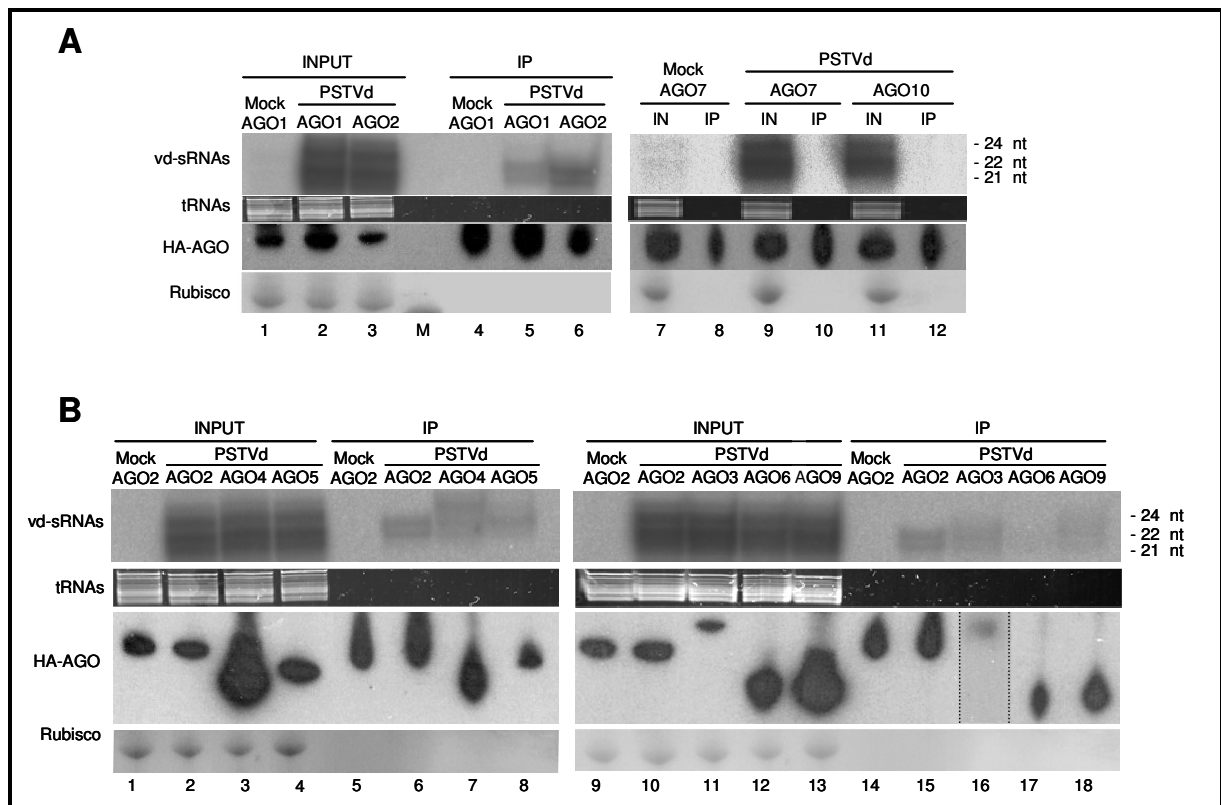 A
INPUT IP Mock PSTVd
PSTVd PSTVd AGO7 AGO7 AGO10
Mock Mock
AGO1 AGO1 AGO2 AGO1 AGO1 AGO2 IN IP IN IP IN IP
- 24 nt
vd-sRNAs - 22 nt
- 21 nt
tRNAs
HA-AGO
Rubisco
1 2 3 M 4 5 6 7 8 9 10 11 12
B
INPUT IP INPUT IP
Mock PSTVd Mock PSTVd Mock PSTVd Mock PSTVd
AGO2 AGO2 AGO4 AGO5 AGO2 AGO2 AGO4 AGO5 AGO2 AGO2 AGO3 AGO6 AGO9 AGO2 AGO2 AGO3 AGO6 AGO9
- 24 nt
vd-sRNAs - 22 nt
- 21 nt
tRNAs
HA-AGO
Rubisco
1 2 3 4 5 6 7 8 9 10 11 12 13 14 15 16 17 18